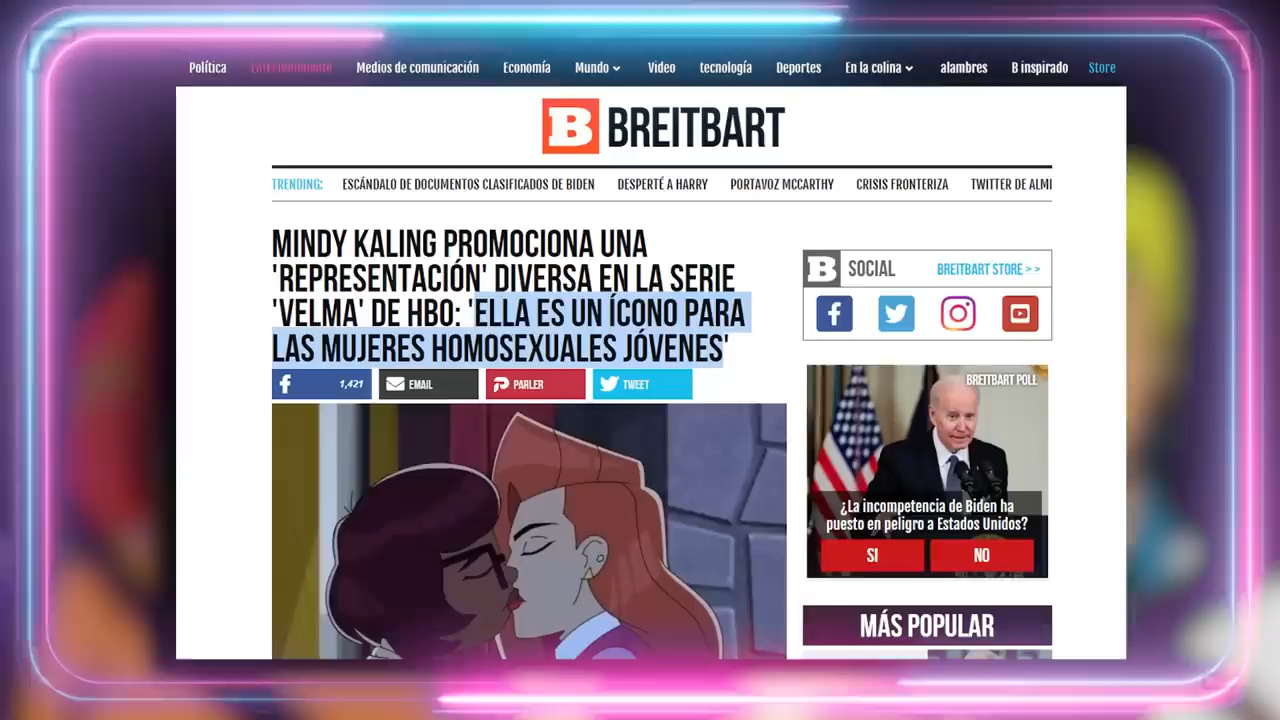 Política Entretenimiento Medios de comunicación Economía Mundo Video tecnología Deportes En la colina alambres B inspirado Store
B BREITBART
TRENDING: ESCÁNDALO DE DOCUMENTOS CLASIFICADOS DE BIDEN DESPERTÉ A HARRY PORTAVOZ MCCARTHY CRISIS FRONTERIZA TWITTER DE ALMI
MINDY KALING PROMOCIONA UNA
'REPRESENTACIÓN' DIVERSA EN LA SERIE
'VELMA' DE HBO: 'ELLA ES UN ÍCONO PARA
LAS MUJERES HOMOSEXUALES JÓVENES'
1,421 EMAIL PARLER TWEET
B SOCIAL BREITBART STORE > >
BREITBART POLL
¿La incompetencia de Biden ha
puesto en peligro a Estados Unidos?
SI NO
MÁS POPULAR